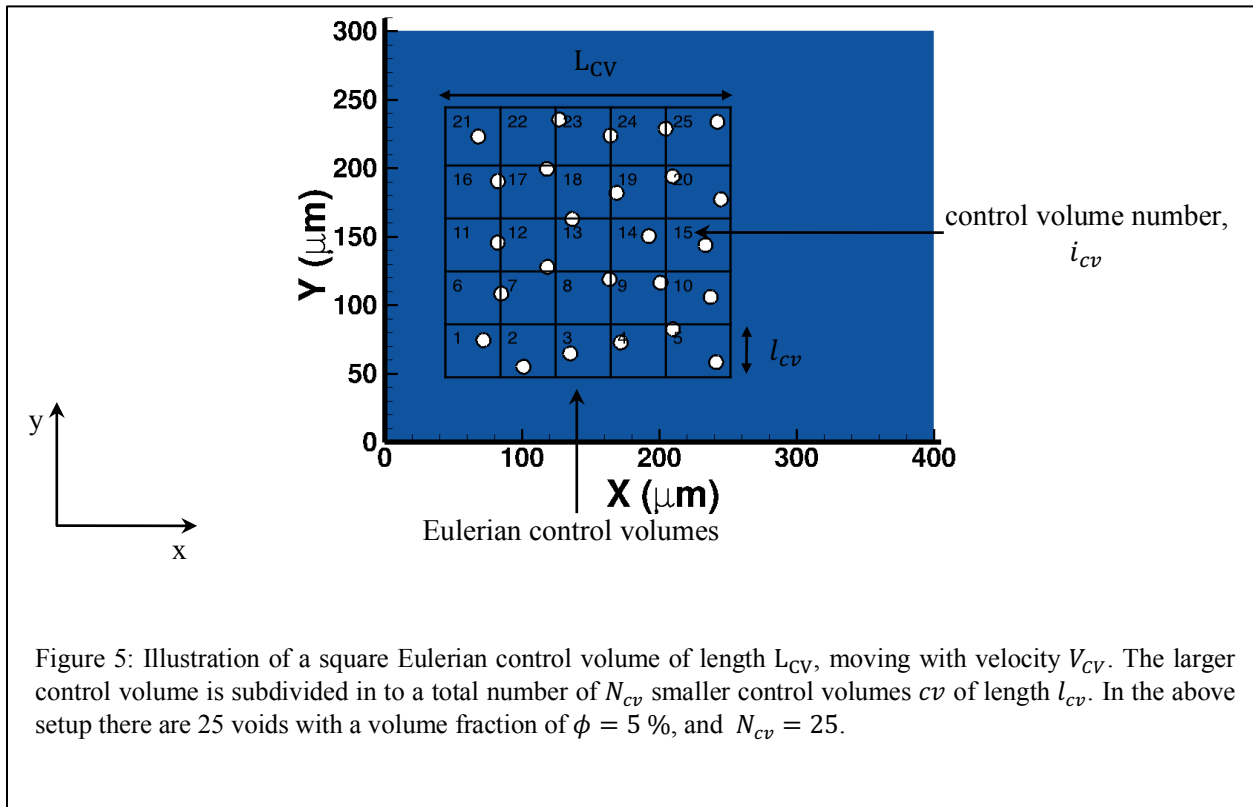 300
L_CV
250
21 22 23 24 25
200
16 17 18 19 20
Y (μm)
150
11 12 13 14 15
control volume number,
i_cv
100
6 7 8 9 10
1 2 3 4 5
l_cv
50
y
0
0 100 200 300 400
X (μm)
Eulerian control volumes
x
Figure 5: Illustration of a square Eulerian control volume of length L_CV, moving with velocity V_CV. The larger
control volume is subdivided in to a total number of N_cv smaller control volumes cv of length l_cv. In the above
setup there are 25 voids with a volume fraction of ϕ = 5 %, and N_cv = 25.